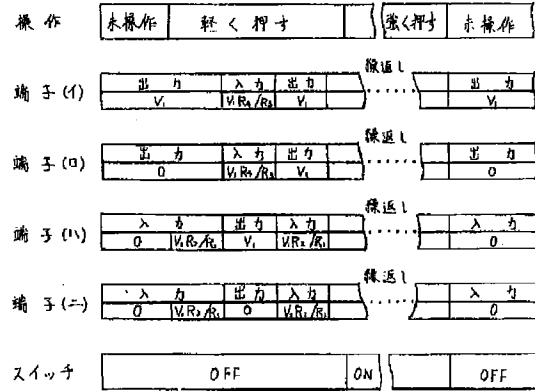 操作 未操作 軽く押す 強く押す 未操作
繰返し
端子(イ) 出力 入力 出力 出力
V₁ V₁R₄/R₃ V₁ V₁
繰返し
端子(ロ) 出力 入力 出力 出力
0 V₁R₄/R₃ V₁ 0
繰返し
端子(ハ) 入力 出力 入力 入力
0 V₁R₂/R₁ V₁ V₁R₂/R₁ 0
繰返し
端子(ニ) 入力 出力 入力 入力
0 V₁R₂/R₁ 0 V₁R₂/R₁ 0
スイッチ OFF ON OFF